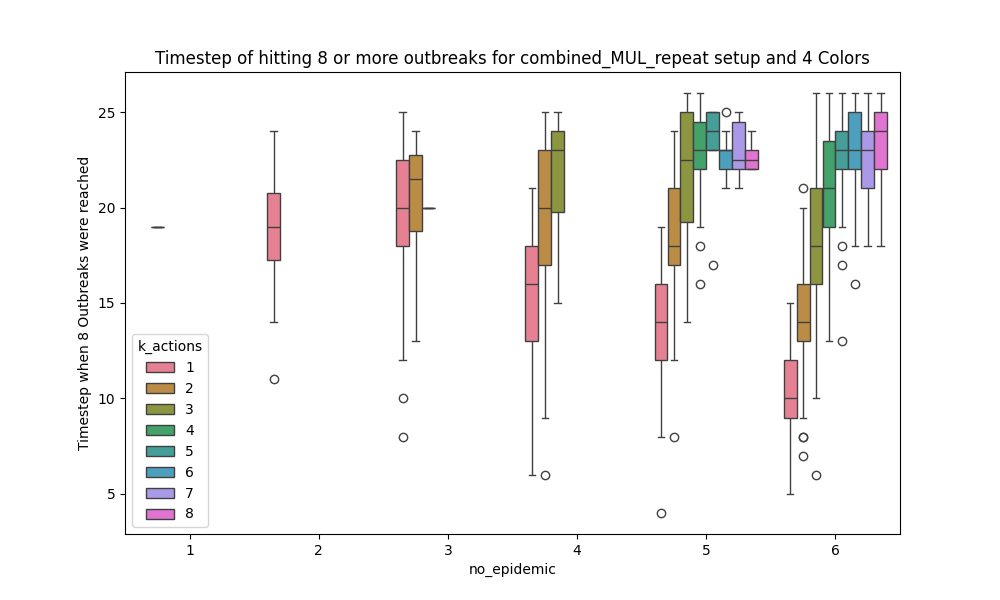 Timestep of hitting 8 or more outbreaks for combined_MUL_repeat setup and 4 Colors
Timestep when 8 Outbreaks were reached
25
20
15
10
5
k_actions
1
2
3
4
5
6
7
8
1 2 3 4 5 6
no_epidemic